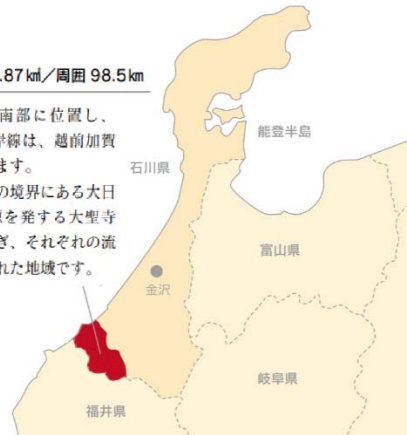 .87㎢／周囲 98.5㎞
南部に位置し、
岸線は、越前加賀
ます。
の境界にある大日
源を発する大聖寺
ぎ、それぞれの流
れた地域です。
能登半島
石川県
富山県
金沢
岐阜県
福井県